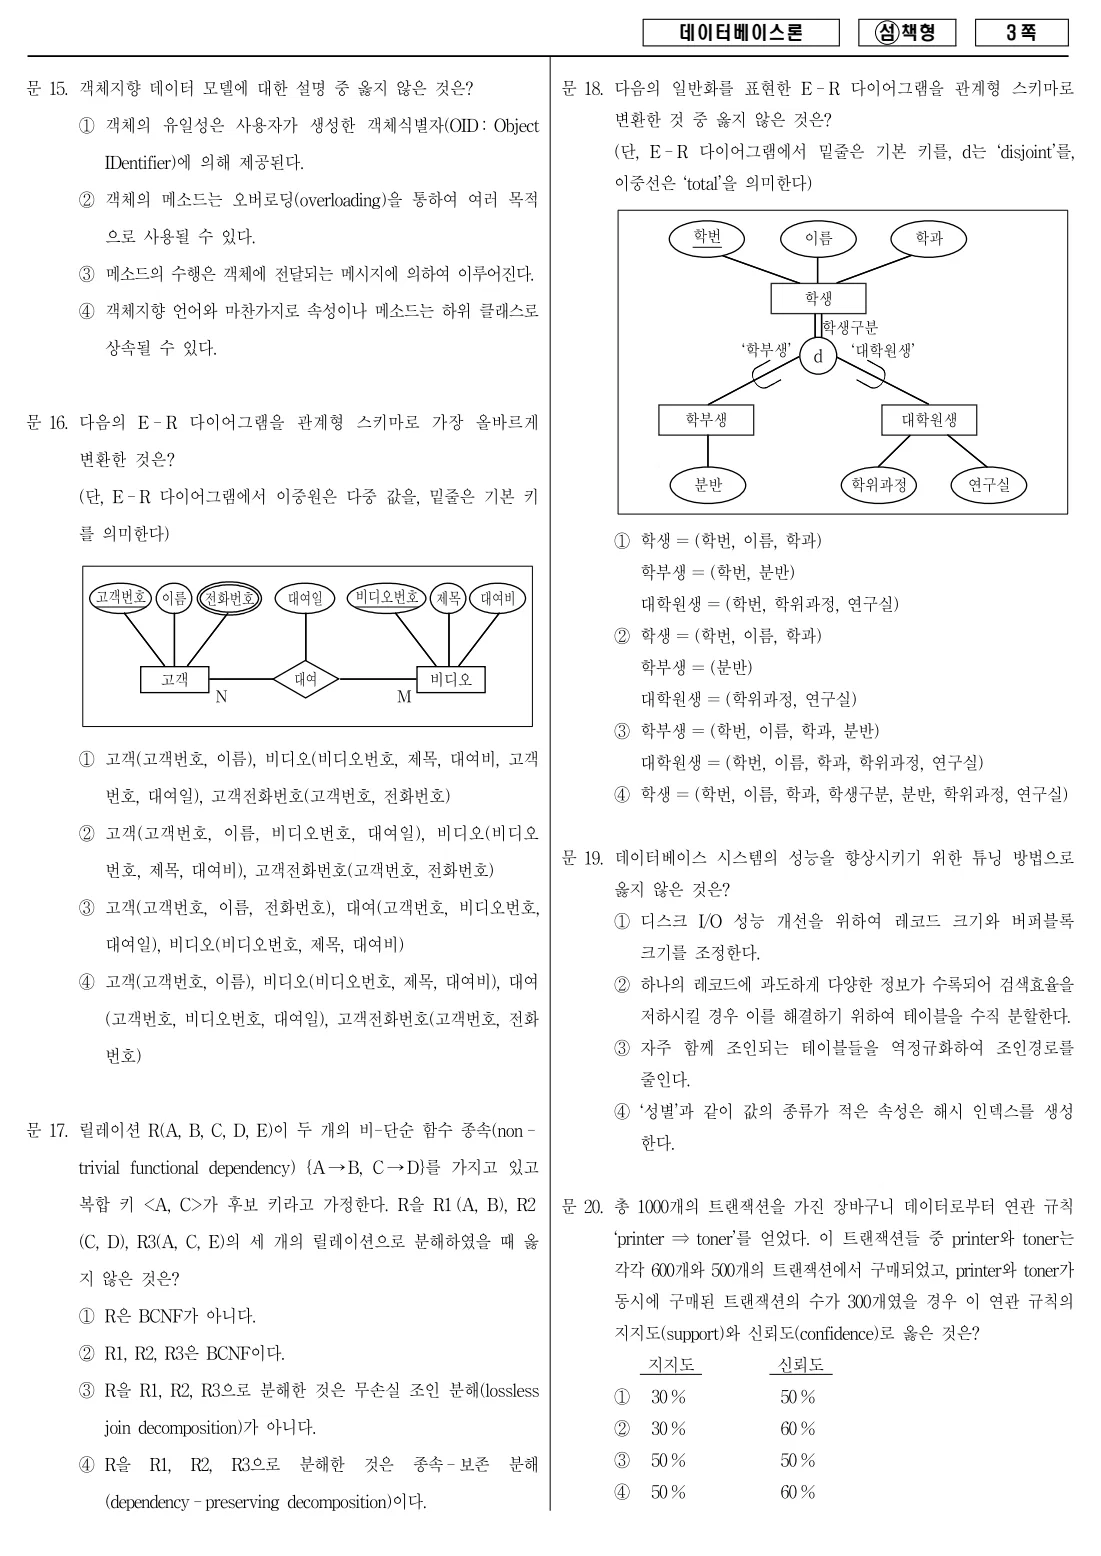 데이터베이스론
섬책형
3쪽
문 15. 객체지향 데이터 모델에 대한 설명 중 옳지 않은 것은?
① 객체의 유일성은 사용자가 생성한 객체식별자(OID: Object
IDentifier)에 의해 제공된다.
② 객체의 메소드는 오버로딩(overloading)을 통하여 여러 목적
으로 사용될 수 있다.
③ 메소드의 수행은 객체에 전달되는 메시지에 의하여 이루어진다.
④ 객체지향 언어와 마찬가지로 속성이나 메소드는 하위 클래스로
상속될 수 있다.
문 16. 다음의 E-R 다이어그램을 관계형 스키마로 가장 올바르게
변환한 것은?
(단, E-R 다이어그램에서 이중원은 다중 값을, 밑줄은 기본 키
를 의미한다)
고객번호 이름 전화번호 대여일 비디오번호 제목 대여비
고객 대여 비디오
N M
① 고객(고객번호, 이름), 비디오(비디오번호, 제목, 대여비, 고객
번호, 대여일), 고객전화번호(고객번호, 전화번호)
② 고객(고객번호, 이름, 비디오번호, 대여일), 비디오(비디오
번호, 제목, 대여비), 고객전화번호(고객번호, 전화번호)
③ 고객(고객번호, 이름, 전화번호), 대여(고객번호, 비디오번호,
대여일), 비디오(비디오번호, 제목, 대여비)
④ 고객(고객번호, 이름), 비디오(비디오번호, 제목, 대여비), 대여
(고객번호, 비디오번호, 대여일), 고객전화번호(고객번호, 전화
번호)
문 17. 릴레이션 R(A, B, C, D, E)이 두 개의 비-단순 함수 종속(non-
trivial functional dependency) {A→B, C→D}를 가지고 있고
복합 키 <A, C>가 후보 키라고 가정한다. R을 R1(A, B), R2
(C, D), R3(A, C, E)의 세 개의 릴레이션으로 분해하였을 때 옳
지 않은 것은?
① R은 BCNF가 아니다.
② R1, R2, R3은 BCNF이다.
③ R을 R1, R2, R3으로 분해한 것은 무손실 조인 분해(lossless
join decomposition)가 아니다.
④ R을 R1, R2, R3으로 분해한 것은 종속-보존 분해
(dependency-preserving decomposition)이다.
문 18. 다음의 일반화를 표현한 E-R 다이어그램을 관계형 스키마로
변환한 것 중 옳지 않은 것은?
(단, E-R 다이어그램에서 밑줄은 기본 키를, d는 ‘disjoint’를,
이중선은 ‘total’을 의미한다)
학번 이름 학과
학생
학생구분
‘학부생’ d ‘대학원생’
학부생 대학원생
분반 학위과정 연구실
① 학생 = (학번, 이름, 학과)
학부생 = (학번, 분반)
대학원생 = (학번, 학위과정, 연구실)
② 학생 = (학번, 이름, 학과)
학부생 = (분반)
대학원생 = (학위과정, 연구실)
③ 학부생 = (학번, 이름, 학과, 분반)
대학원생 = (학번, 이름, 학과, 학위과정, 연구실)
④ 학생 = (학번, 이름, 학과, 학생구분, 분반, 학위과정, 연구실)
문 19. 데이터베이스 시스템의 성능을 향상시키기 위한 튜닝 방법으로
옳지 않은 것은?
① 디스크 I/O 성능 개선을 위하여 레코드 크기와 버퍼블록
크기를 조정한다.
② 하나의 레코드에 과도하게 다양한 정보가 수록되어 검색효율을
저하시킬 경우 이를 해결하기 위하여 테이블을 수직 분할한다.
③ 자주 함께 조인되는 테이블들을 역정규화하여 조인경로를
줄인다.
④ ‘성별’과 같이 값의 종류가 적은 속성은 해시 인덱스를 생성
한다.
문 20. 총 1000개의 트랜잭션을 가진 장바구니 데이터로부터 연관 규칙
‘printer ⇒ toner’를 얻었다. 이 트랜잭션들 중 printer와 toner는
각각 600개와 500개의 트랜잭션에서 구매되었고, printer와 toner가
동시에 구매된 트랜잭션의 수가 300개였을 경우 이 연관 규칙의
지지도(support)와 신뢰도(confidence)로 옳은 것은?
지지도 신뢰도
① 30% 50%
② 30% 60%
③ 50% 50%
④ 50% 60%